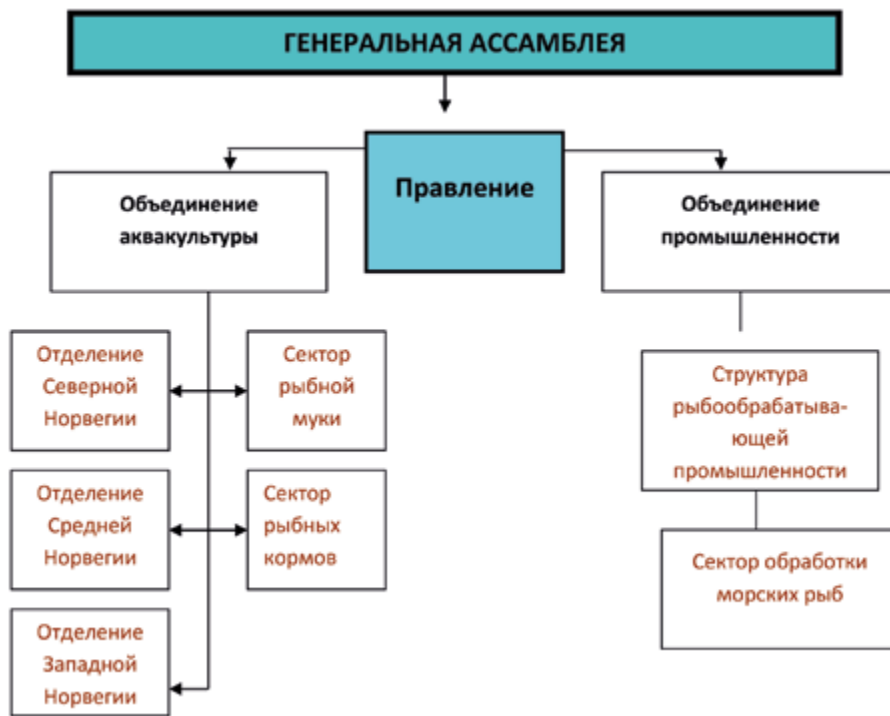 ГЕНЕРАЛЬНАЯ АССАМБЛЕЯ
Правление
Объединение
аквакультуры
Объединение
промышленности
Отделение
Северной
Норвегии
Сектор
рыбной
муки
Структура
рыбообрабатыва-
ющей
промышленности
Отделение
Средней
Норвегии
Сектор
рыбных
кормов
Сектор обработки
морских рыб
Отделение
Западной
Норвегии